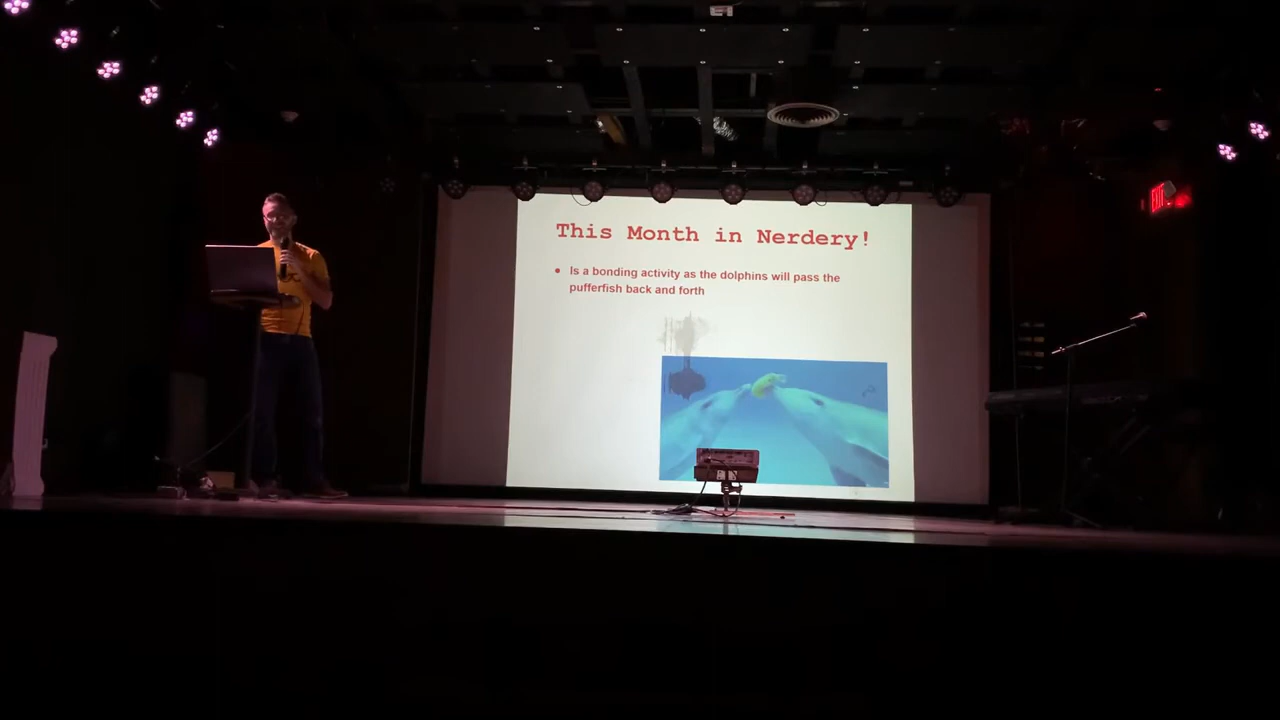 This Month in Nerdery!
• Is a bonding activity as the dolphins will pass the
pufferfish back and forth
EXIT